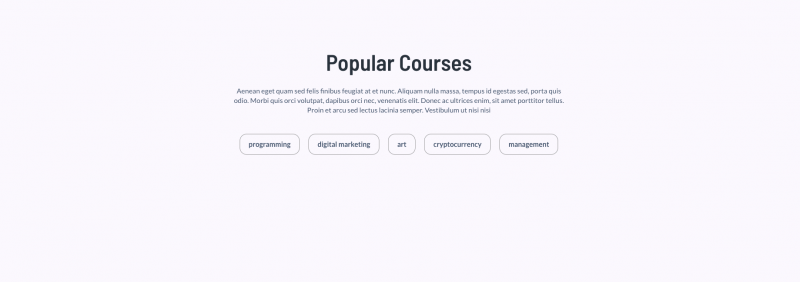 Popular Courses
Aenean eget quam sed felis finibus feugiat at et nunc. Aliquam nulla massa, tempus id egestas sed, porta quis
odio. Morbi quis orci volutpat, dapibus orci nec, venenatis elit. Donec ac ultrices enim, sit amet porttitor tellus.
Proin et arcu sed lectus lacinia semper. Vestibulum ut nisi nisi
programming digital marketing art cryptocurrency management